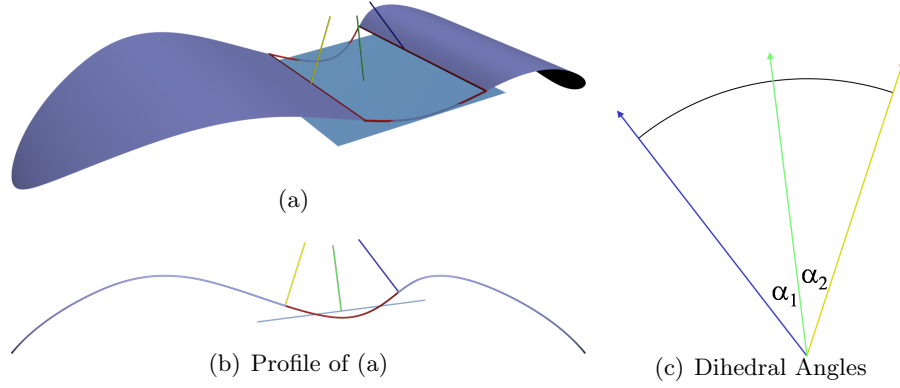 (a)
α1
α2
(b) Profile of (a)
(c) Dihedral Angles